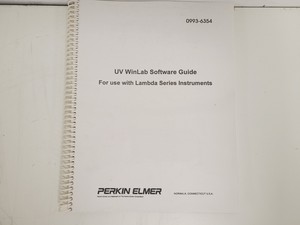 0993-6354
UV WinLab Software Guide
For use with Lambda Series Instruments
PERKIN ELMER
NORWALK, CONNECTICUT U.S.A.